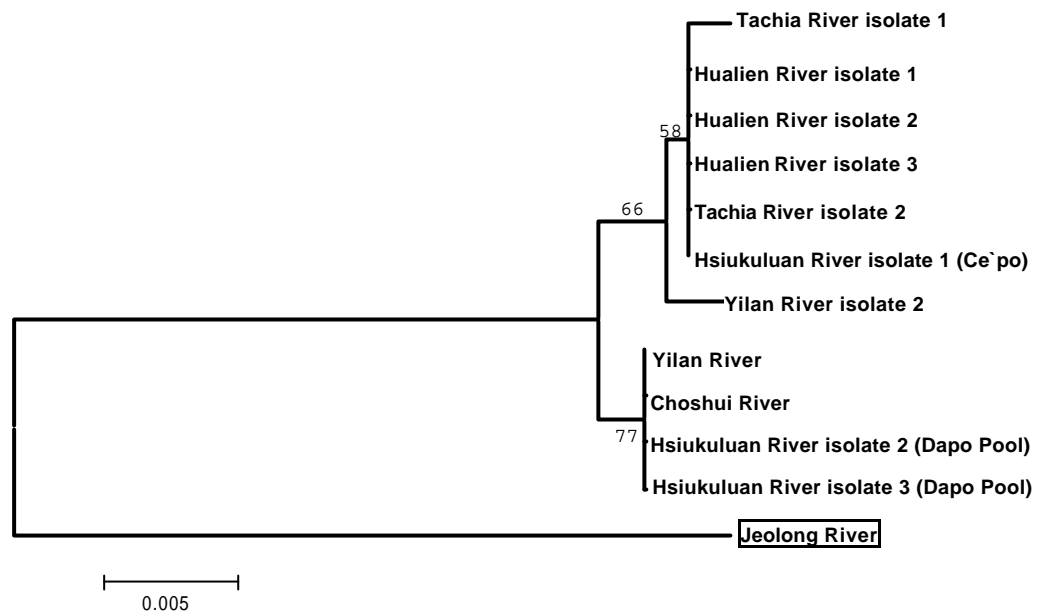 Tachia River isolate 1
Hualien River isolate 1
Hualien River isolate 2
58
Hualien River isolate 3
Tachia River isolate 2
66
Hsiukuluan River isolate 1 (Ce`po)
Yilan River isolate 2
Yilan River
Choshui River
77
Hsiukuluan River isolate 2 (Dapo Pool)
Hsiukuluan River isolate 3 (Dapo Pool)
Jeolong River
0.005